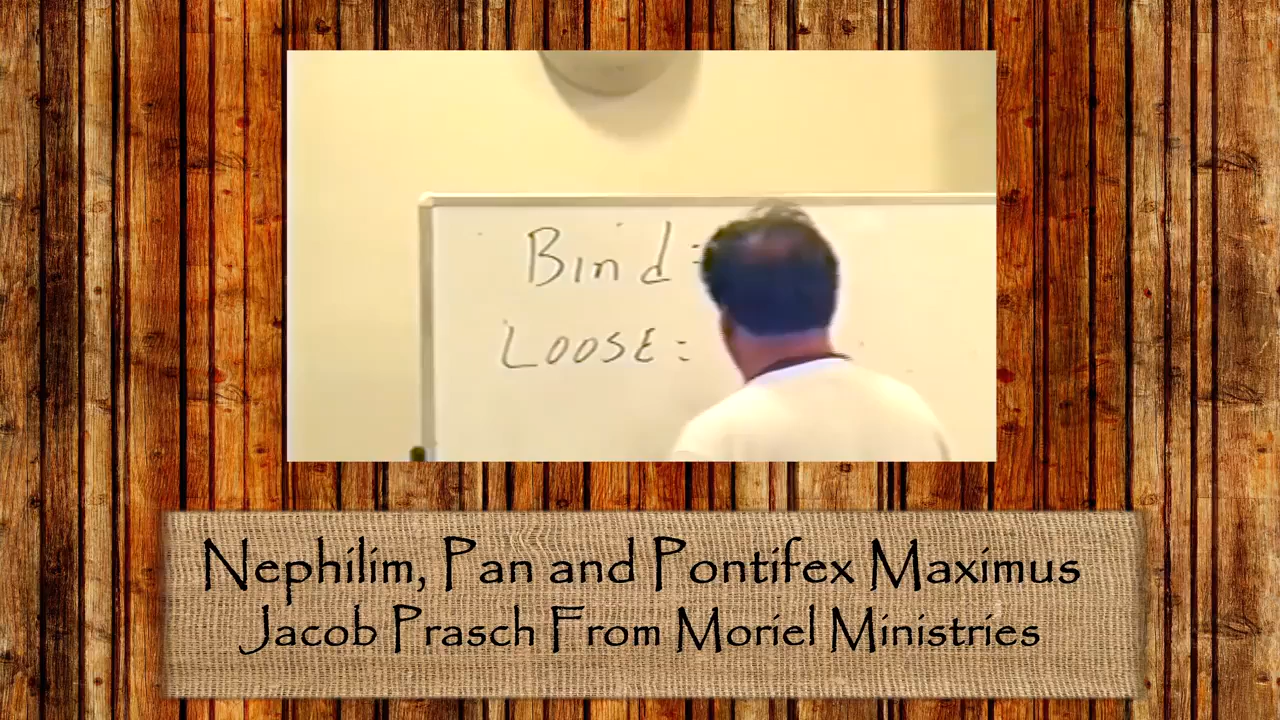 Bind:
Loose:
Nephilim, Pan and Pontifex Maximus
Jacob Prasch From Moriel Ministries